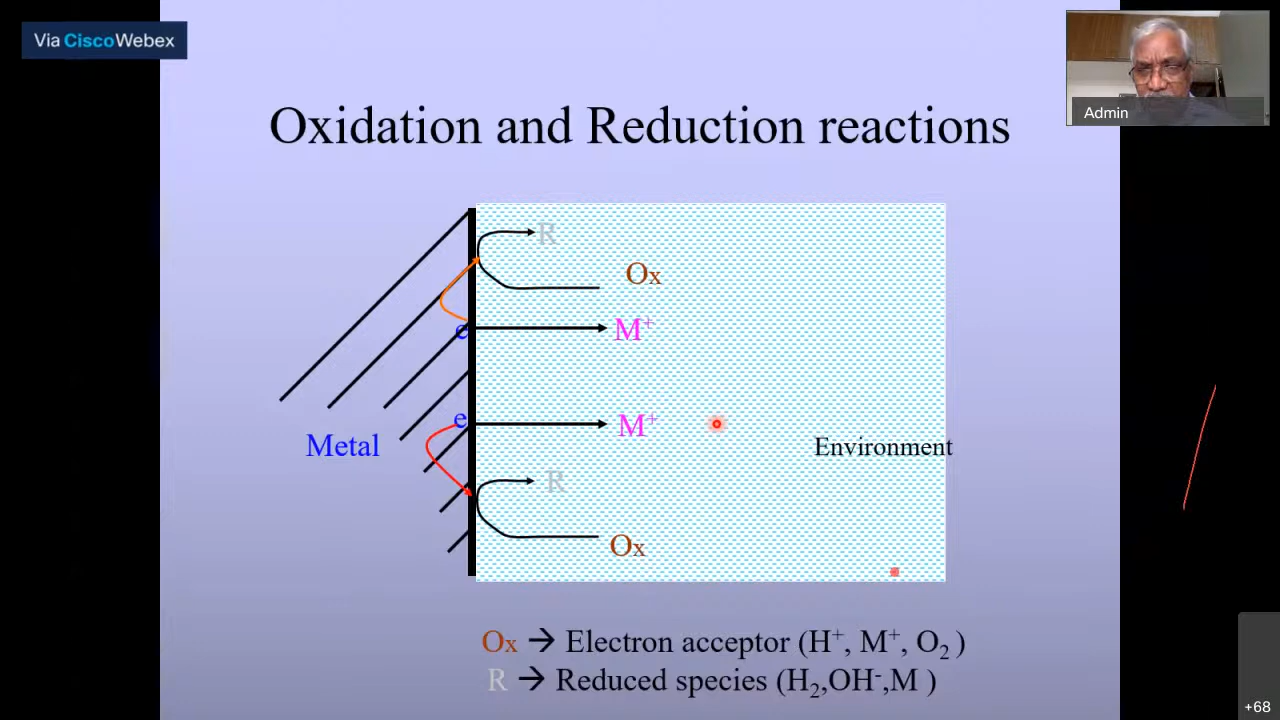 Via CiscoWebex
Admin
Oxidation and Reduction reactions
R
Ox
e
M⁺
e
M⁺
Metal
Environment
R
Ox
Ox → Electron acceptor (H⁺, M⁺, O₂ )
R → Reduced species (H₂,OH⁻,M )
+68